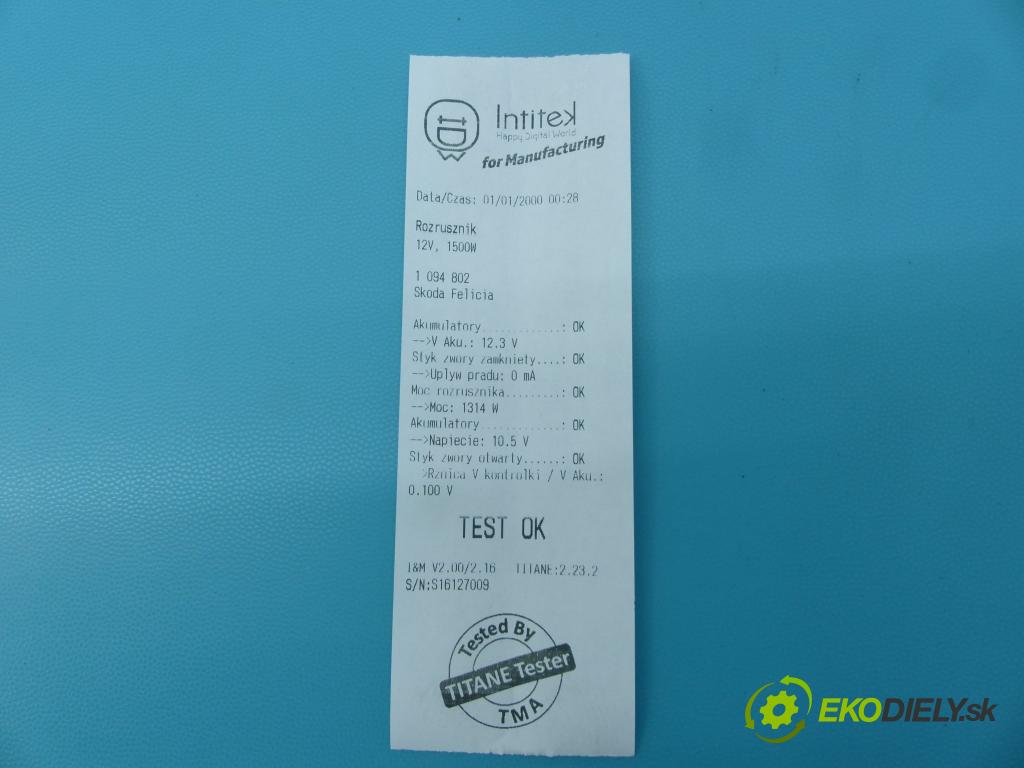 Intitek
Happy Digital World
for Manufacturing
Data/Czas: 01/01/2000 00:28
Rozrusznik
12V, 1500W
1 094 802
Skoda Felicia
Akumulatory............: OK
-->V Aku.: 12.3 V
Styk zwory zamkniety....: OK
-->Uplyw pradu: 0 mA
Moc rozrusznika.........: OK
-->Moc: 1314 W
Akumulatory............: OK
-->Napiecie: 10.5 V
Styk zwory otwarty......: OK
-->Rznica V kontrolki / V Aku.:
0.100 V
TEST OK
I&M V2.00/2.16 TITANE:2.23.2
S/N:S16127009
Tested By
TITANE Tester
TMA
EKODIELY.sk